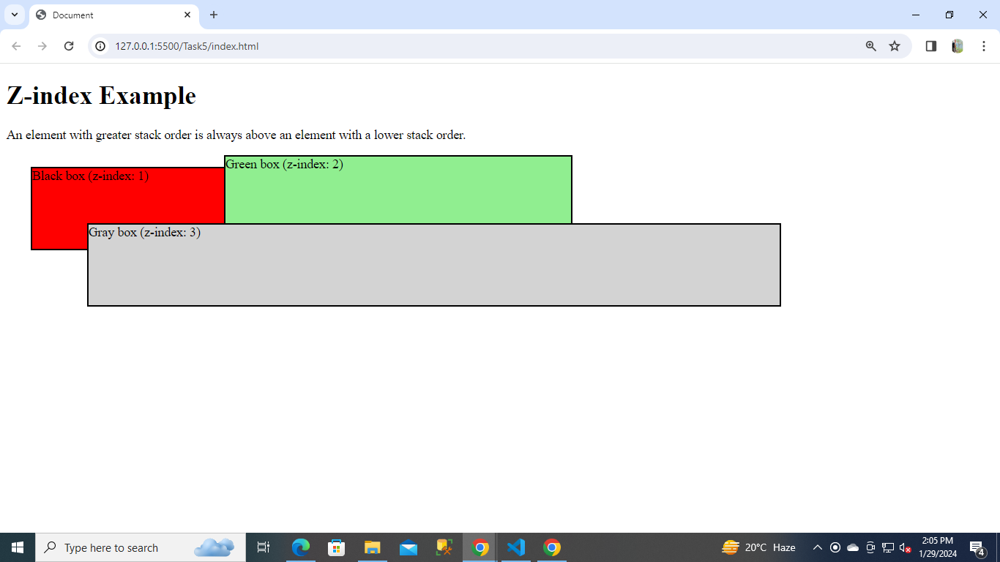 Document
127.0.0.1:5500/Task5/index.html
Z-index Example
An element with greater stack order is always above an element with a lower stack order.
Green box (z-index: 2)
Black box (z-index: 1)
Gray box (z-index: 3)
Type here to search
20°C Haze
2:05 PM
1/29/2024
4